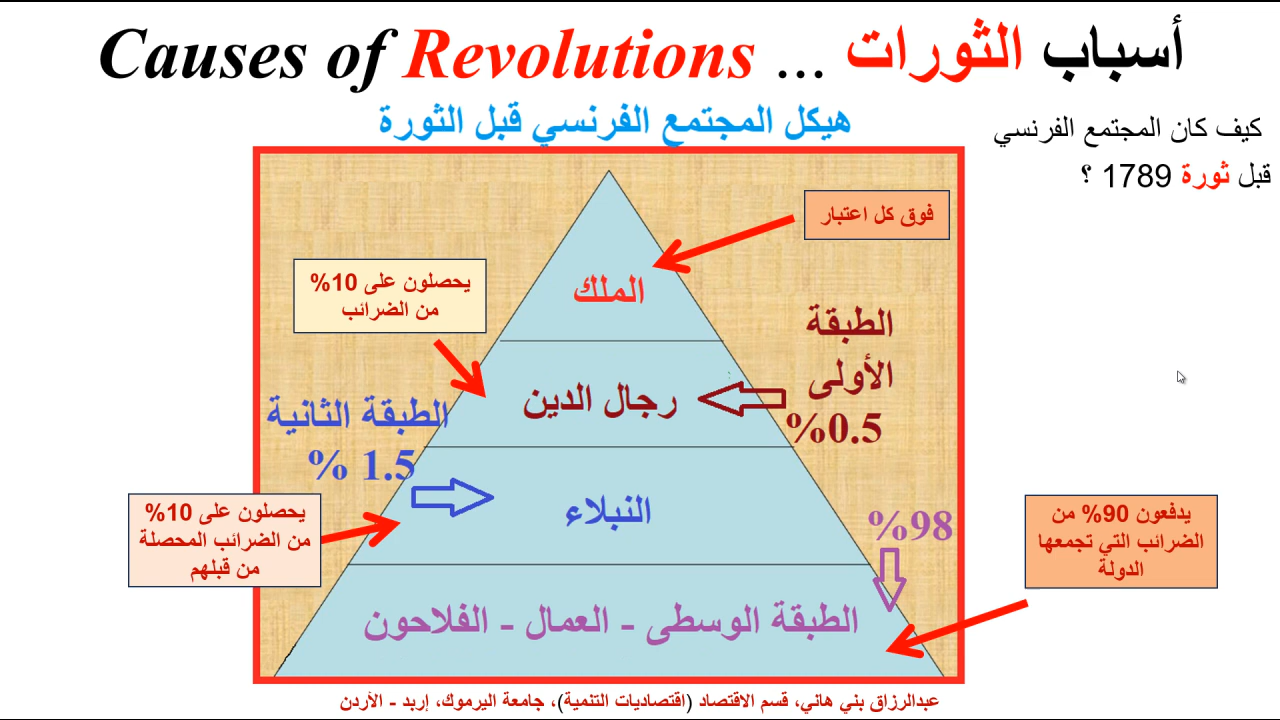 أسباب الثورات ... Causes of Revolutions
هيكل المجتمع الفرنسي قبل الثورة
كيف كان المجتمع الفرنسي
قبل ثورة 1789 ؟
فوق كل اعتبار
الملك
يحصلون على 10%
من الضرائب
الطبقة
الأولى
%0.5
رجال الدين
الطبقة الثانية
% 1.5
النبلاء
يحصلون على 10%
من الضرائب المحصلة
من قبلهم
%98
يدفعون 90% من
الضرائب التي تجمعها
الدولة
الطبقة الوسطى - العمال - الفلاحون
عبدالرزاق بني هاني، قسم الاقتصاد (اقتصاديات التنمية)، جامعة اليرموك، إربد - الأردن